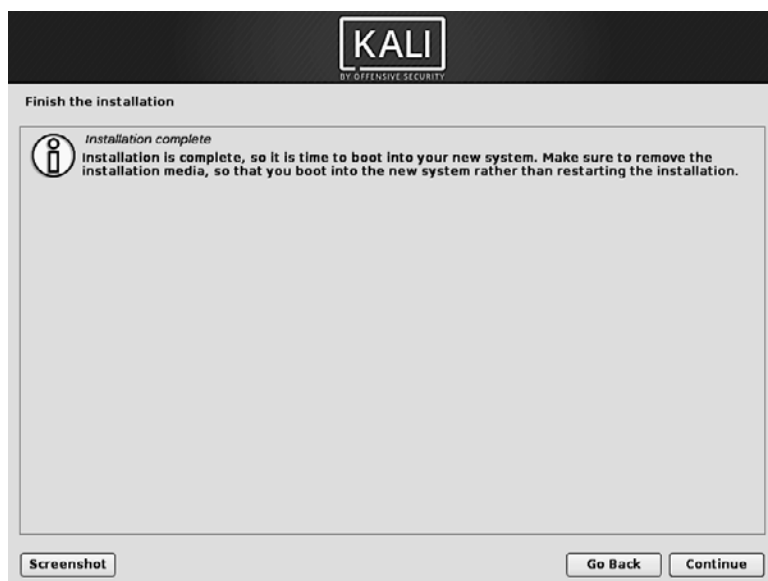 KALI
BY OFFENSIVE SECURITY
Finish the installation
Installation complete
Installation is complete, so it is time to boot into your new system. Make sure to remove the
installation media, so that you boot into the new system rather than restarting the installation.
Screenshot
Go Back
Continue